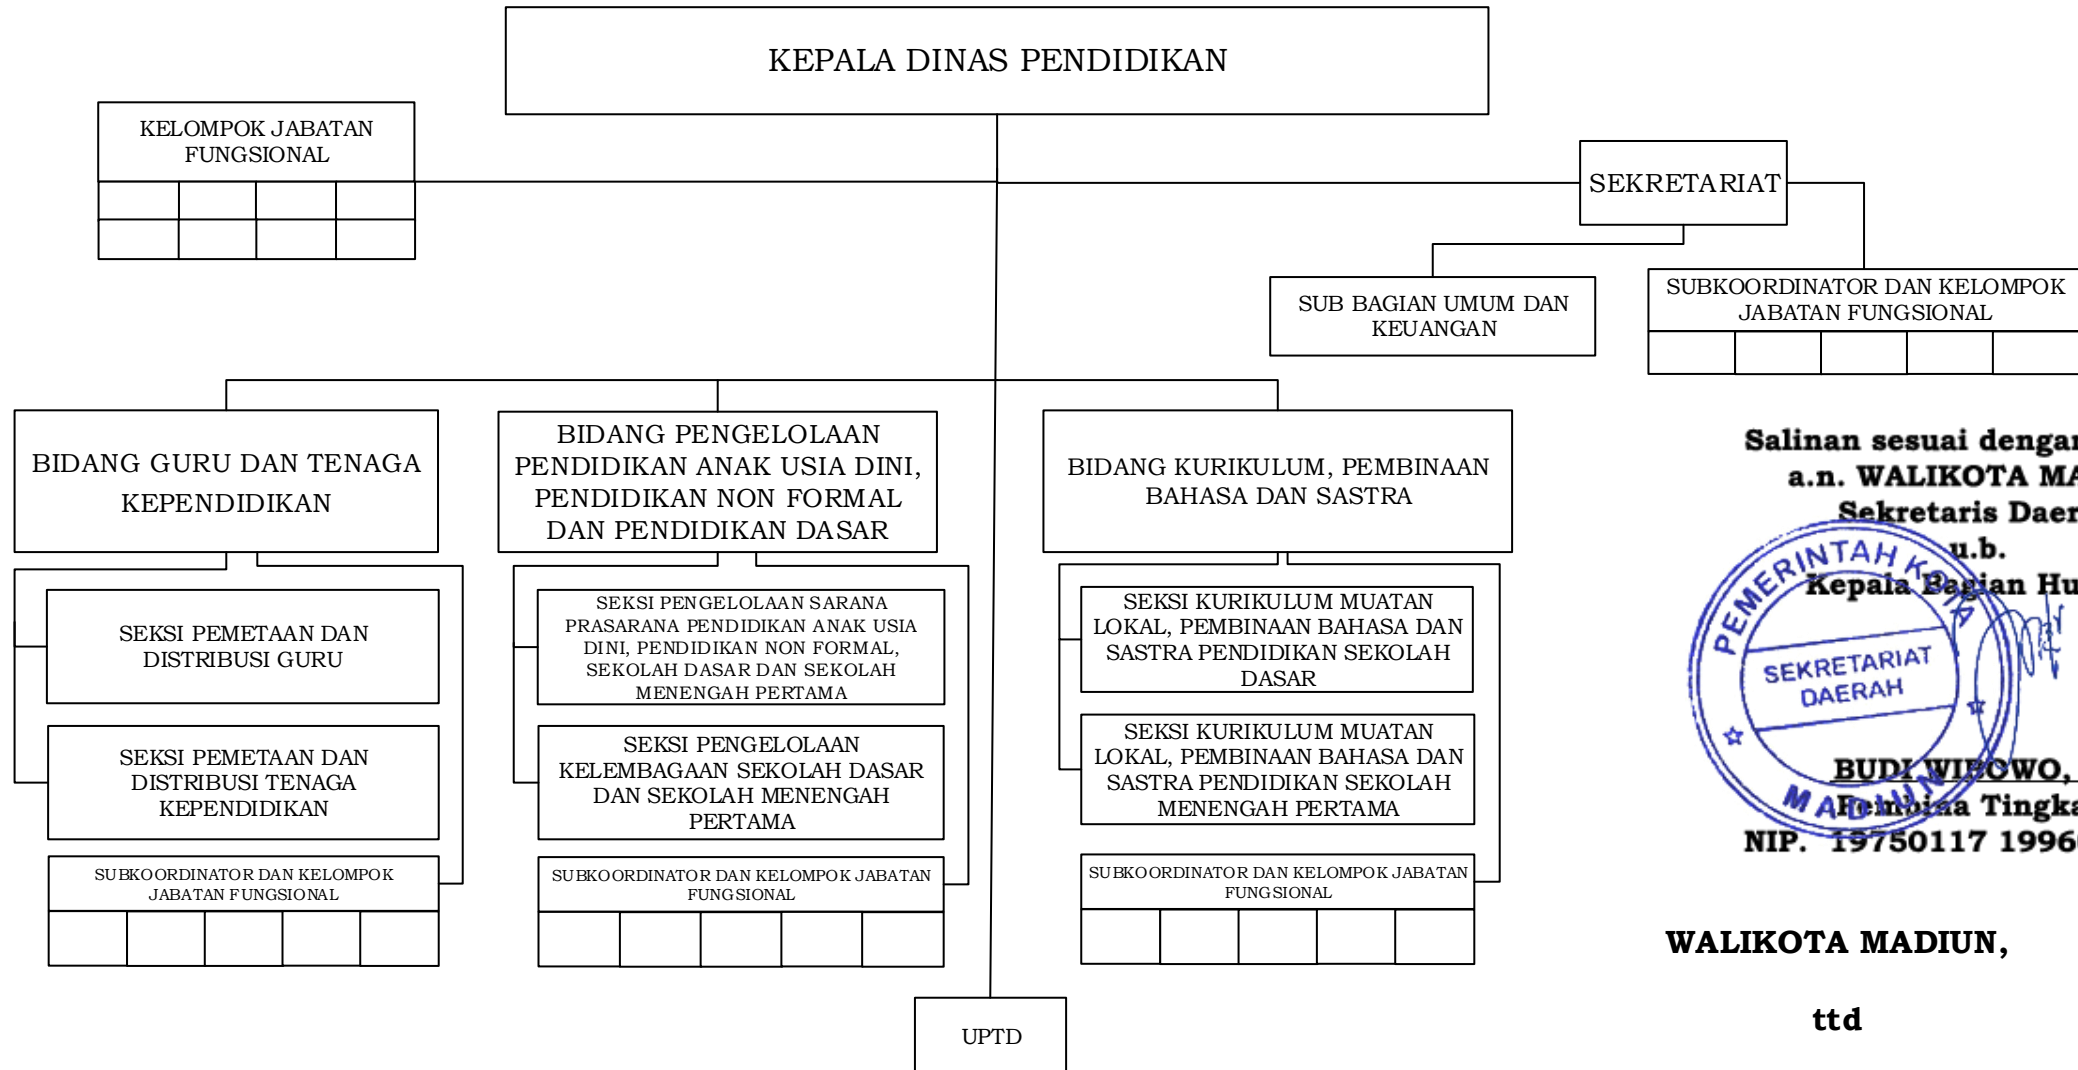 KEPALA DINAS PENDIDIKAN
KELOMPOK JABATAN
FUNGSIONAL
SEKRETARIAT
SUB BAGIAN UMUM DAN
KEUANGAN
SUBKOORDINATOR DAN KELOMPOK
JABATAN FUNGSIONAL
BIDANG GURU DAN TENAGA
KEPENDIDIKAN
SEKSI PEMETAAN DAN
DISTRIBUSI GURU
SEKSI PEMETAAN DAN
DISTRIBUSI TENAGA
KEPENDIDIKAN
SUBKOORDINATOR DAN KELOMPOK
JABATAN FUNGSIONAL
BIDANG PENGELOLAAN
PENDIDIKAN ANAK USIA DINI,
PENDIDIKAN NON FORMAL
DAN PENDIDIKAN DASAR
SEKSI PENGELOLAAN SARANA
PRASARANA PENDIDIKAN ANAK USIA
DINI, PENDIDIKAN NON FORMAL,
SEKOLAH DASAR DAN SEKOLAH
MENENGAH PERTAMA
SEKSI PENGELOLAAN
KELEMBAGAAN SEKOLAH DASAR
DAN SEKOLAH MENENGAH
PERTAMA
SUBKOORDINATOR DAN KELOMPOK JABATAN
FUNGSIONAL
BIDANG KURIKULUM, PEMBINAAN
BAHASA DAN SASTRA
SEKSI KURIKULUM MUATAN
LOKAL, PEMBINAAN BAHASA DAN
SASTRA PENDIDIKAN SEKOLAH
DASAR
SEKSI KURIKULUM MUATAN
LOKAL, PEMBINAAN BAHASA DAN
SASTRA PENDIDIKAN SEKOLAH
MENENGAH PERTAMA
SUBKOORDINATOR DAN KELOMPOK JABATAN
FUNGSIONAL
UPTD
Salinan sesuai dengan
a.n. WALIKOTA MA
Sekretaris Daer
u.b.
Kepala Bagian Hu
PEMERINTAH KOTA
SEKRETARIAT
DAERAH
MADIUN
BUDI WIBOWO,
Pembina Tingka
NIP. 19750117 1996
WALIKOTA MADIUN,
ttd